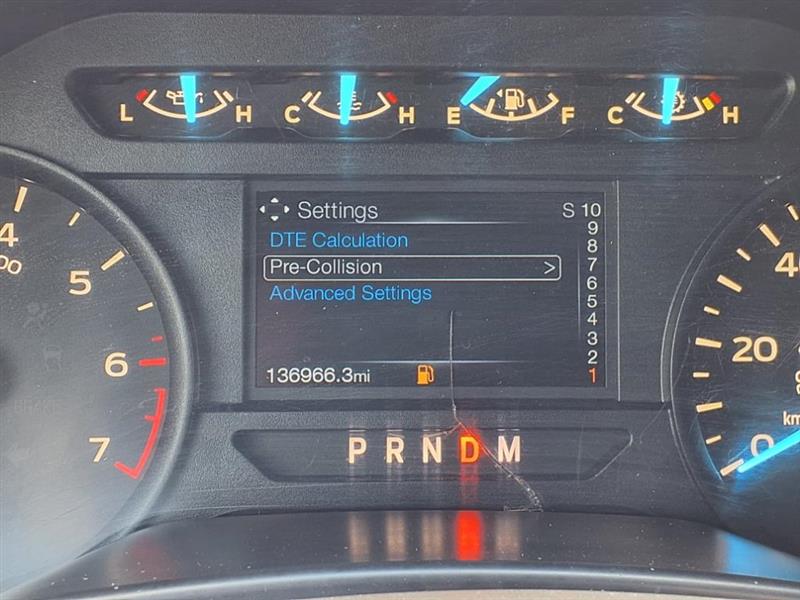 L H C H E F C H
Settings S 10
DTE Calculation 9
8
Pre-Collision > 7
Advanced Settings 6
5
4
3
2
136966.3mi 1
P R N D M
4
5
6
7
40
20
0
km